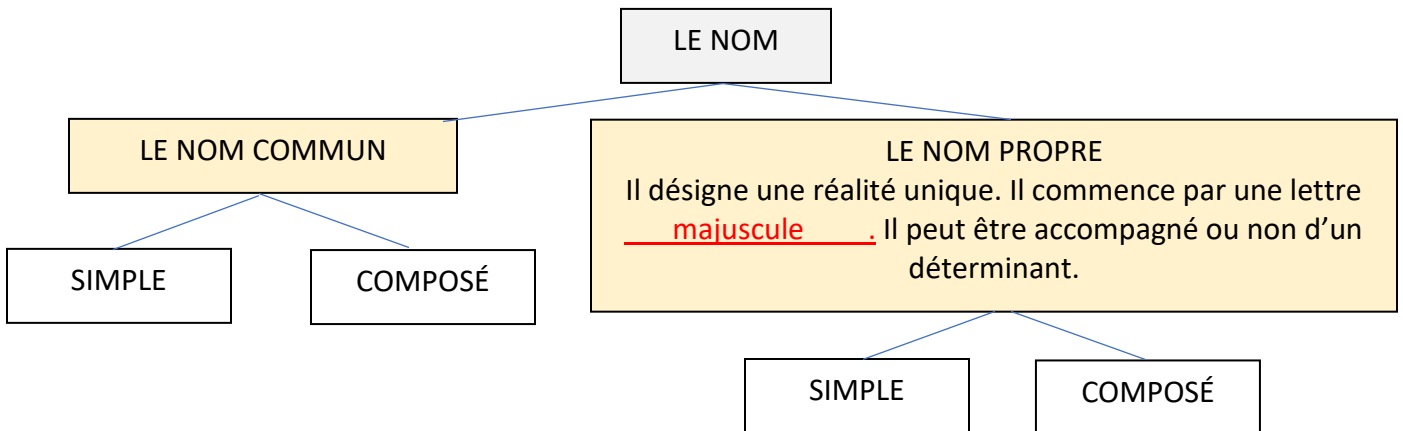 LE NOM
LE NOM COMMUN
SIMPLE
COMPOSÉ
LE NOM PROPRE
Il désigne une réalité unique. Il commence par une lettre
majuscule . Il peut être accompagné ou non d’un
déterminant.
SIMPLE
COMPOSÉ